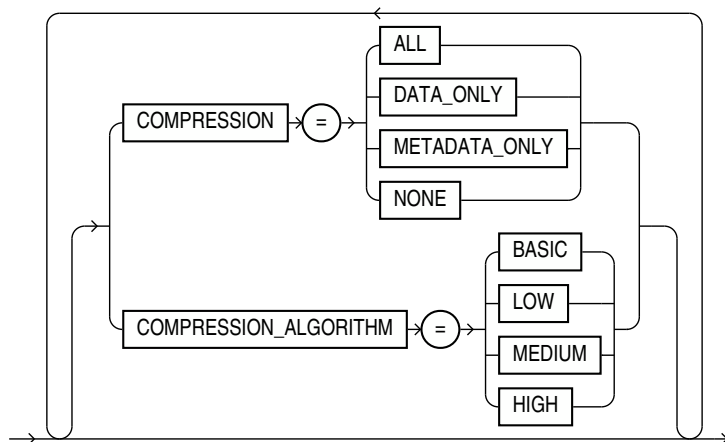 ALL
DATA_ONLY
COMPRESSION =
METADATA_ONLY
NONE
BASIC
LOW
COMPRESSION_ALGORITHM =
MEDIUM
HIGH